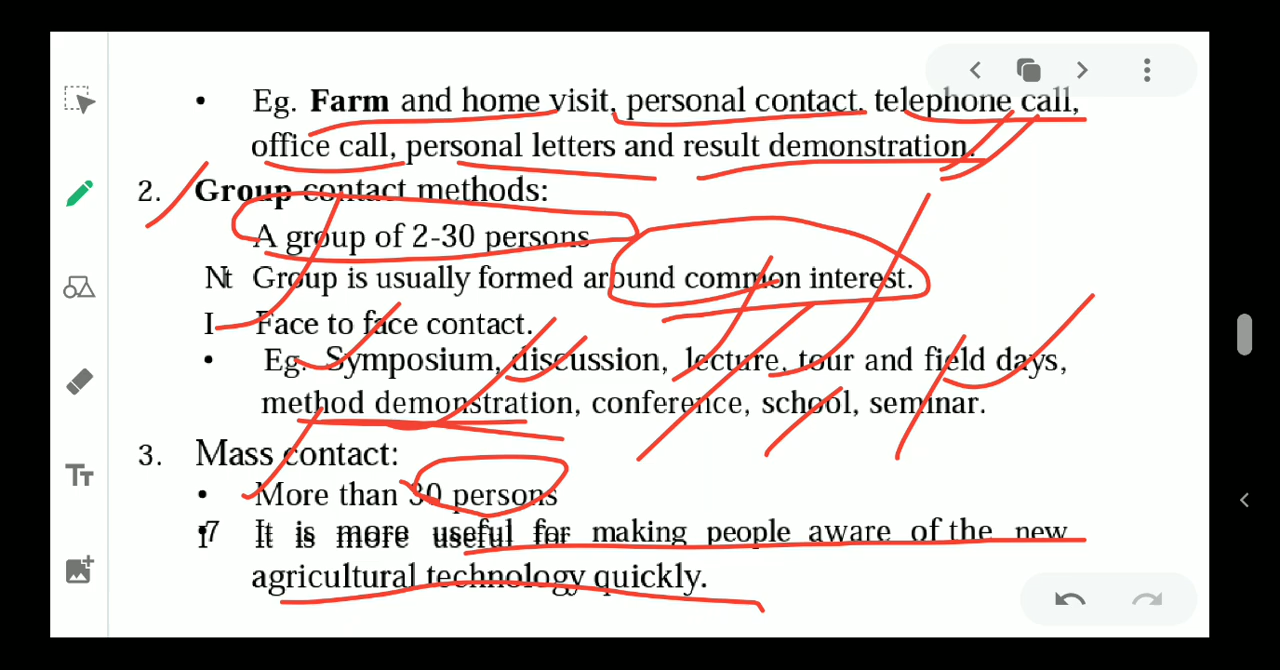 • Eg. Farm and home visit, personal contact, telephone call,
office call, personal letters and result demonstration.
2. Group contact methods:
A group of 2-30 persons
Group is usually formed around common interest.
Face to face contact.
• Eg. Symposium, discussion, lecture, tour and field days,
method demonstration, conference, school, seminar.
3. Mass contact:
• More than 30 persons
It is more useful for making people aware of the new
agricultural technology quickly.